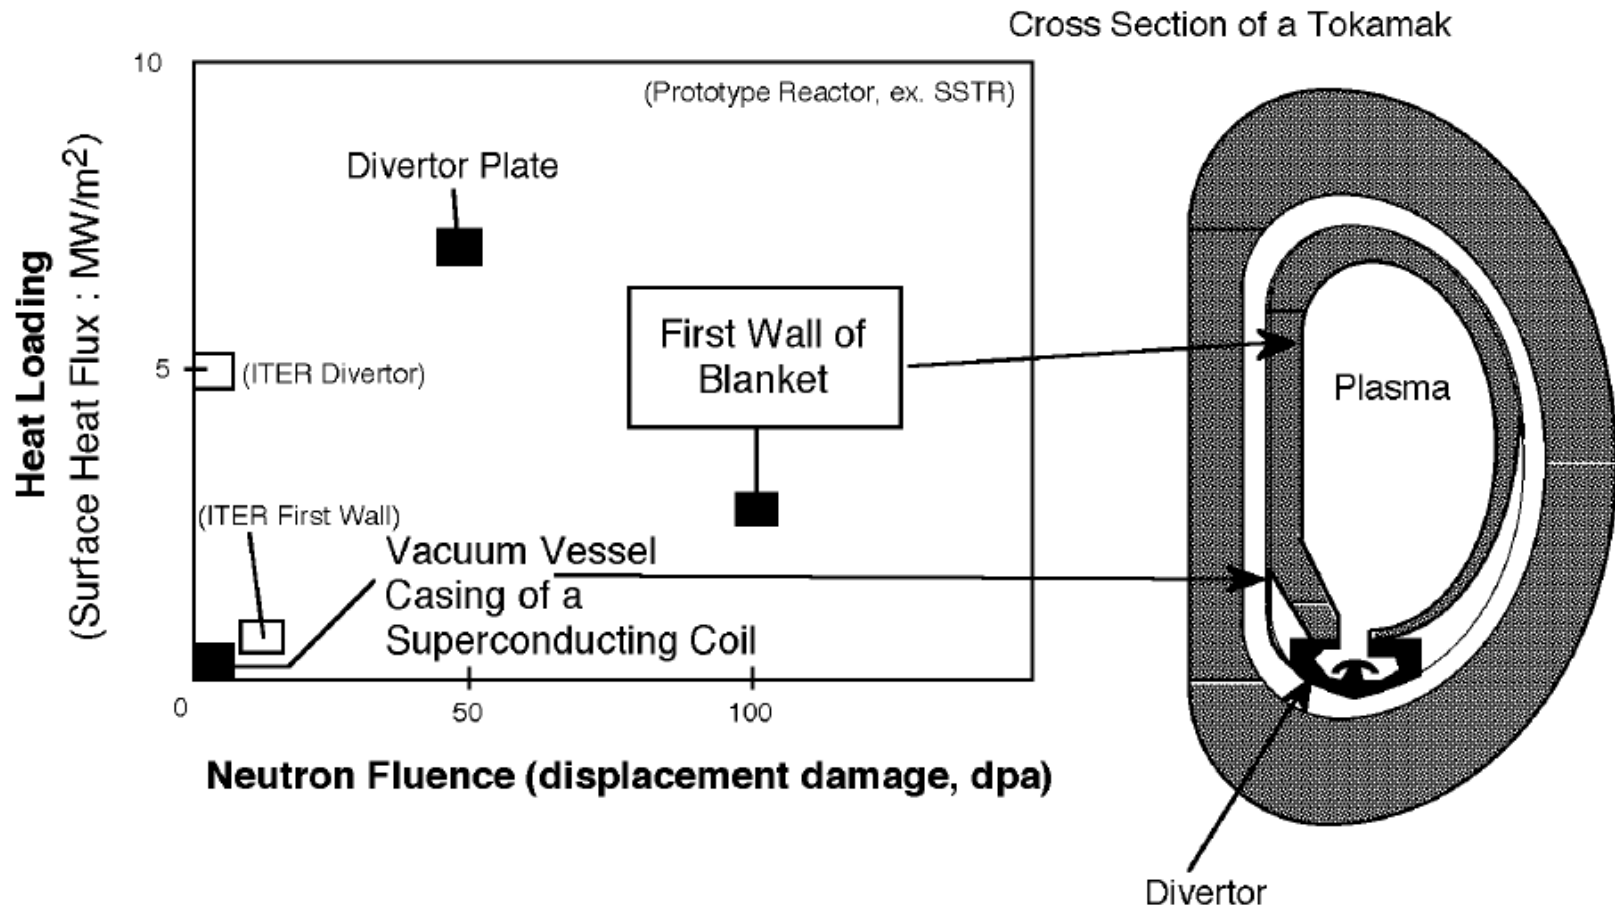 Cross Section of a Tokamak
10
(Prototype Reactor, ex. SSTR)
Divertor Plate
Heat Loading
(Surface Heat Flux : MW/m²)
First Wall of
Blanket
5
(ITER Divertor)
Plasma
(ITER First Wall)
Vacuum Vessel
Casing of a
Superconducting Coil
0
50
100
Neutron Fluence (displacement damage, dpa)
Divertor